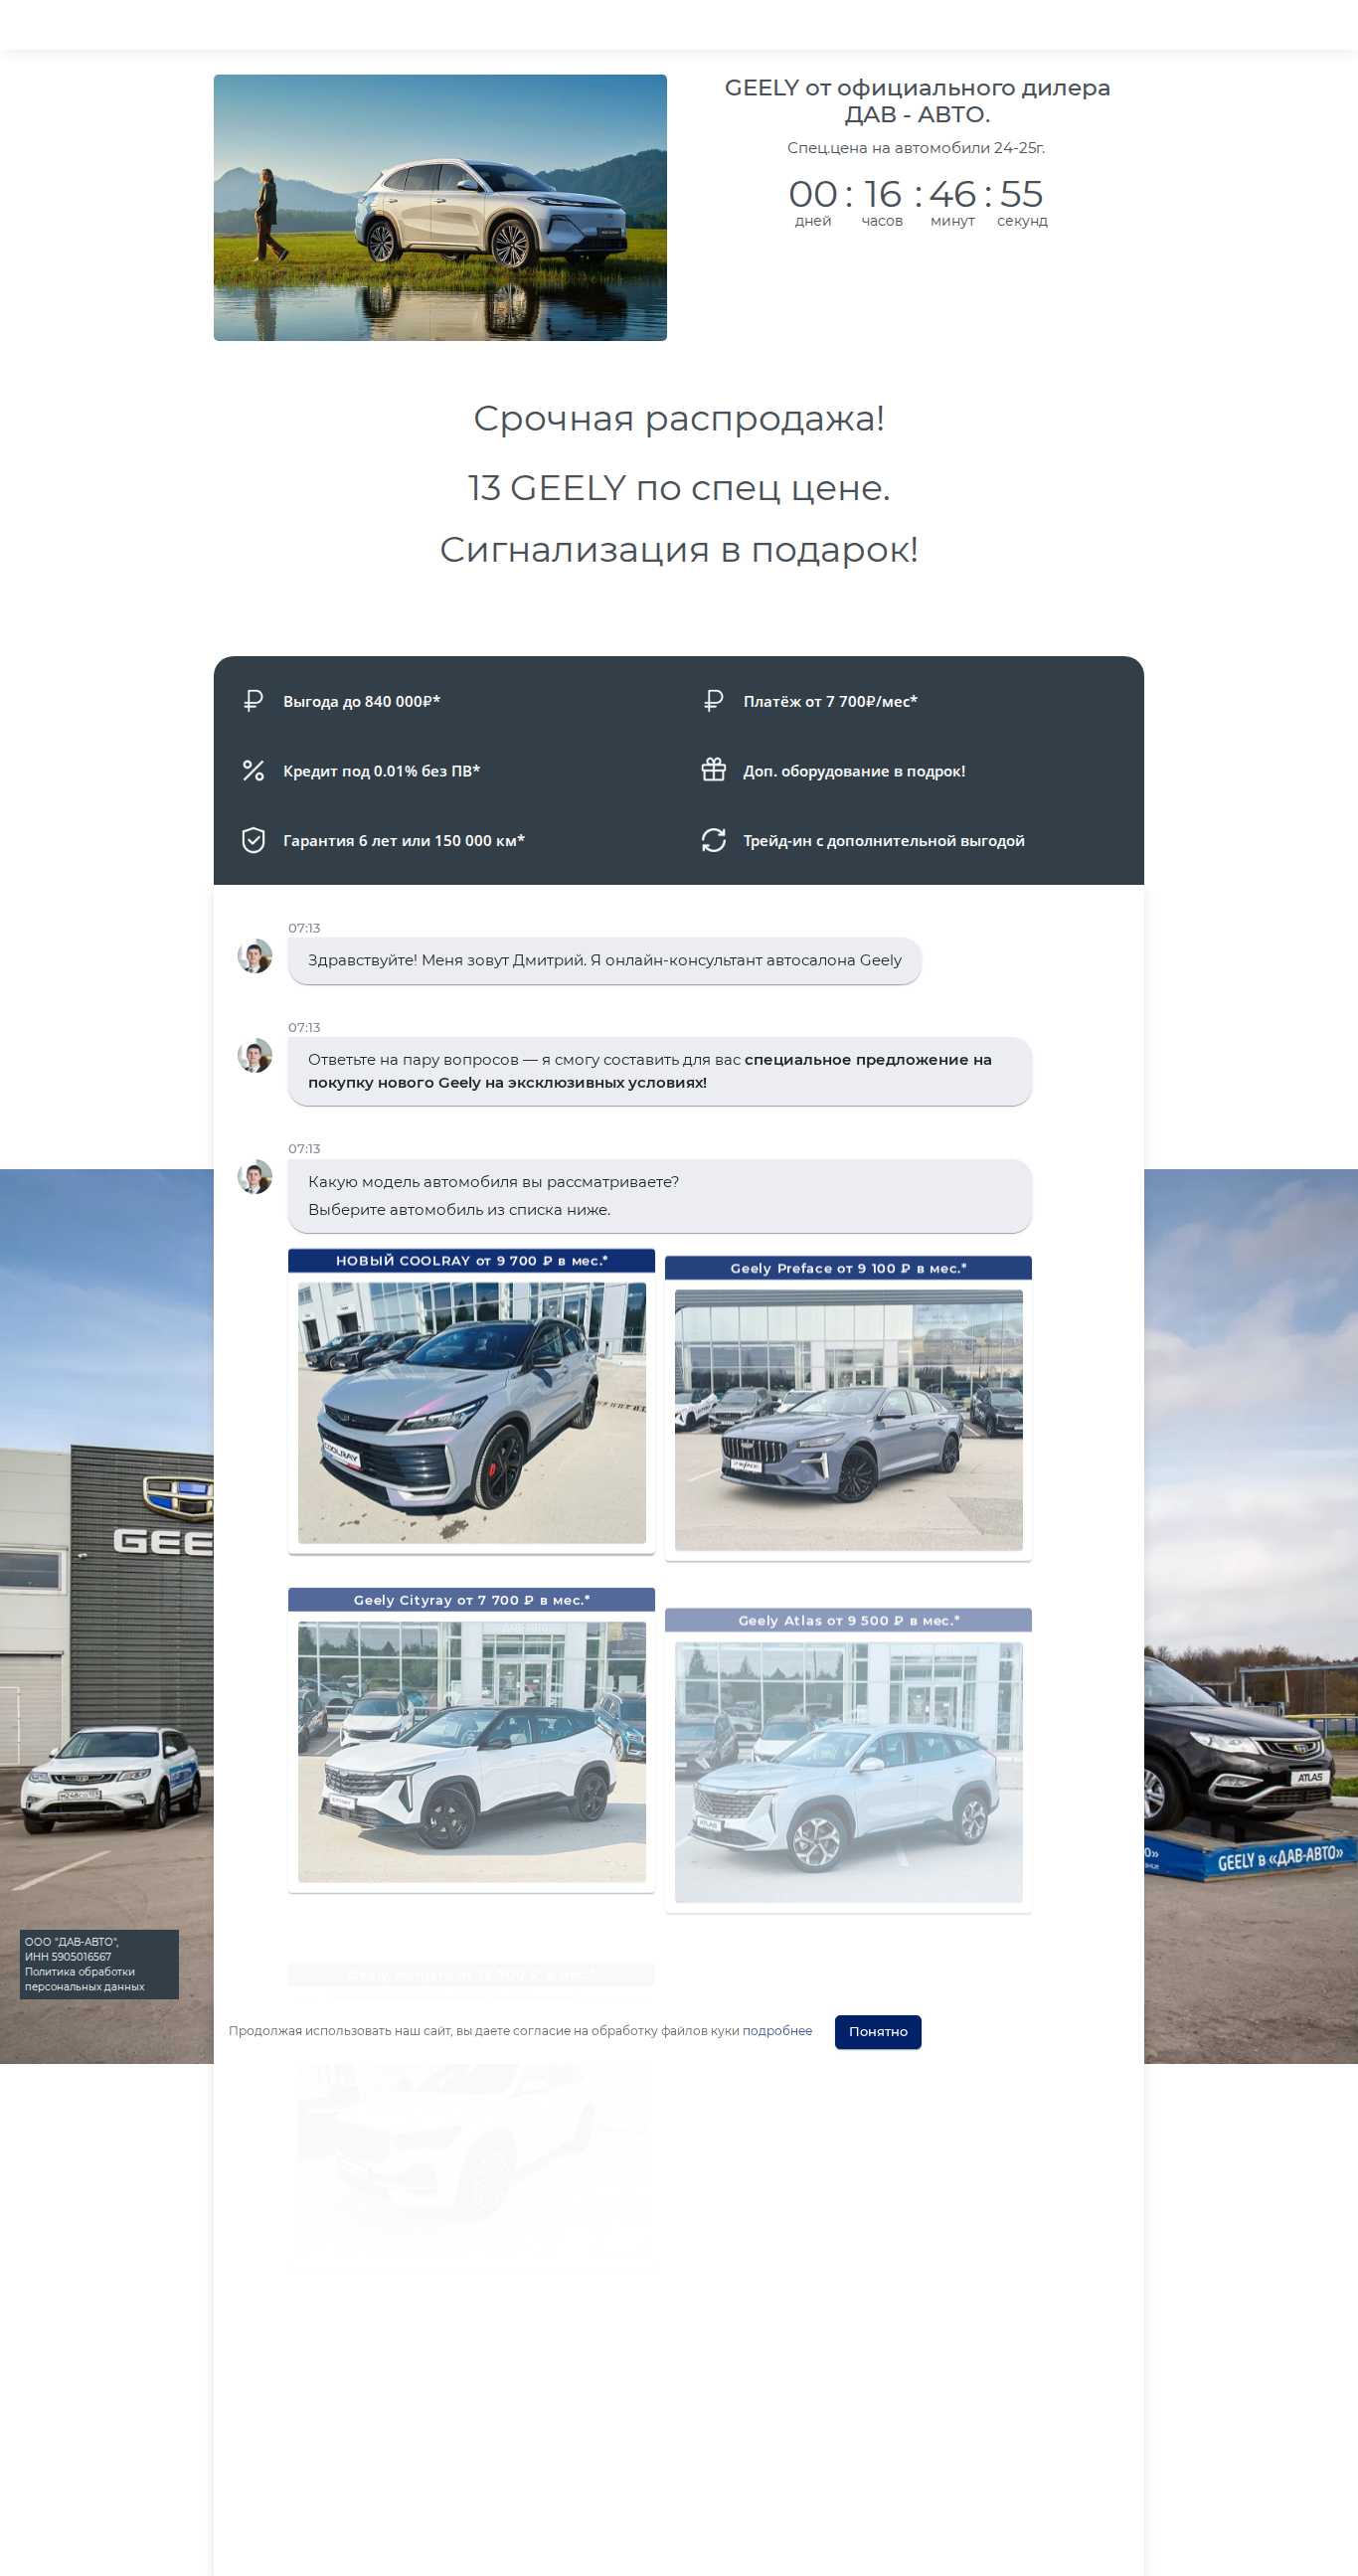 GEELY от официального дилера
ДАВ - АВТО.
Спец.цена на автомобили 24-25г.
00 : 16 : 46 : 55
дней часов минут секунд
Срочная распродажа!
13 GEELY по спец цене.
Сигнализация в подарок!
Выгода до 840 000₽*
Платёж от 7 700₽/мес*
Кредит под 0.01% без ПВ*
Доп. оборудование в подрок!
Гарантия 6 лет или 150 000 км*
Трейд-ин с дополнительной выгодой
07:13
Здравствуйте! Меня зовут Дмитрий. Я онлайн-консультант автосалона Geely
07:13
Ответьте на пару вопросов — я смогу составить для вас специальное предложение на
покупку нового Geely на эксклюзивных условиях!
07:13
Какую модель автомобиля вы рассматриваете?
Выберите автомобиль из списка ниже.
НОВЫЙ COOLRAY от 9 700 ₽ в мес.*
Geely Preface от 9 100 ₽ в мес.*
COOLRAY
Geely Cityray от 7 700 ₽ в мес.*
Geely Atlas от 9 500 ₽ в мес.*
ATLAS
GEE
ATLAS
GEELY в «ДАВ-АВТО»
ООО "ДАВ-АВТО",
ИНН 5905016567
Политика обработки
персональных данных
Продолжая использовать наш сайт, вы даете согласие на обработку файлов куки подробнее
Понятно